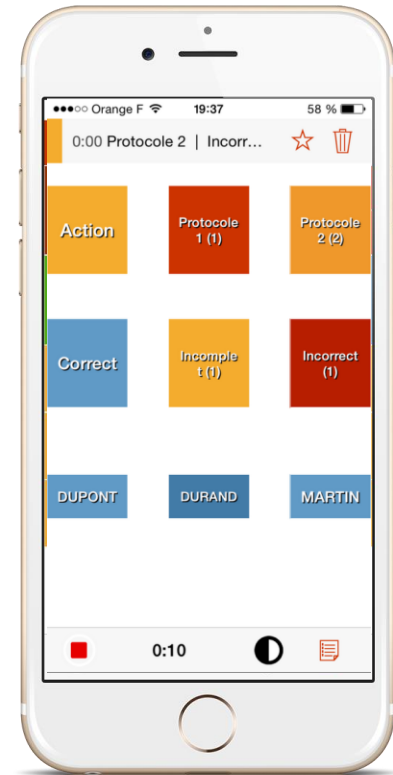 Orange F 19:37 58 %
0:00 Protocole 2 | Incorr...
Action
Protocole
1 (1)
Protocole
2 (2)
Correct
Incomple
t (1)
Incorrect
(1)
DUPONT DURAND MARTIN
0:10